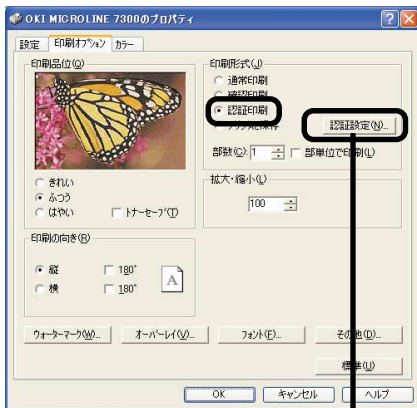 OKI MICROLINE 7300のプロパティ
設定 印刷オプション カラー
印刷品位(Q)
きれい
ふつう
はやい
トナーセーブ(T)
印刷形式(J)
通常印刷
確認印刷
認証印刷
認証設定(N)...
部数(C): 1 部単位で印刷(L)
拡大・縮小(L)
100
印刷の向き(R)
縦 180°
横 180°
A
ウォーターマーク(W)... オーバーレイ(V)... フォント(F)... その他(D)...
標準(U)
OK キャンセル ヘルプ